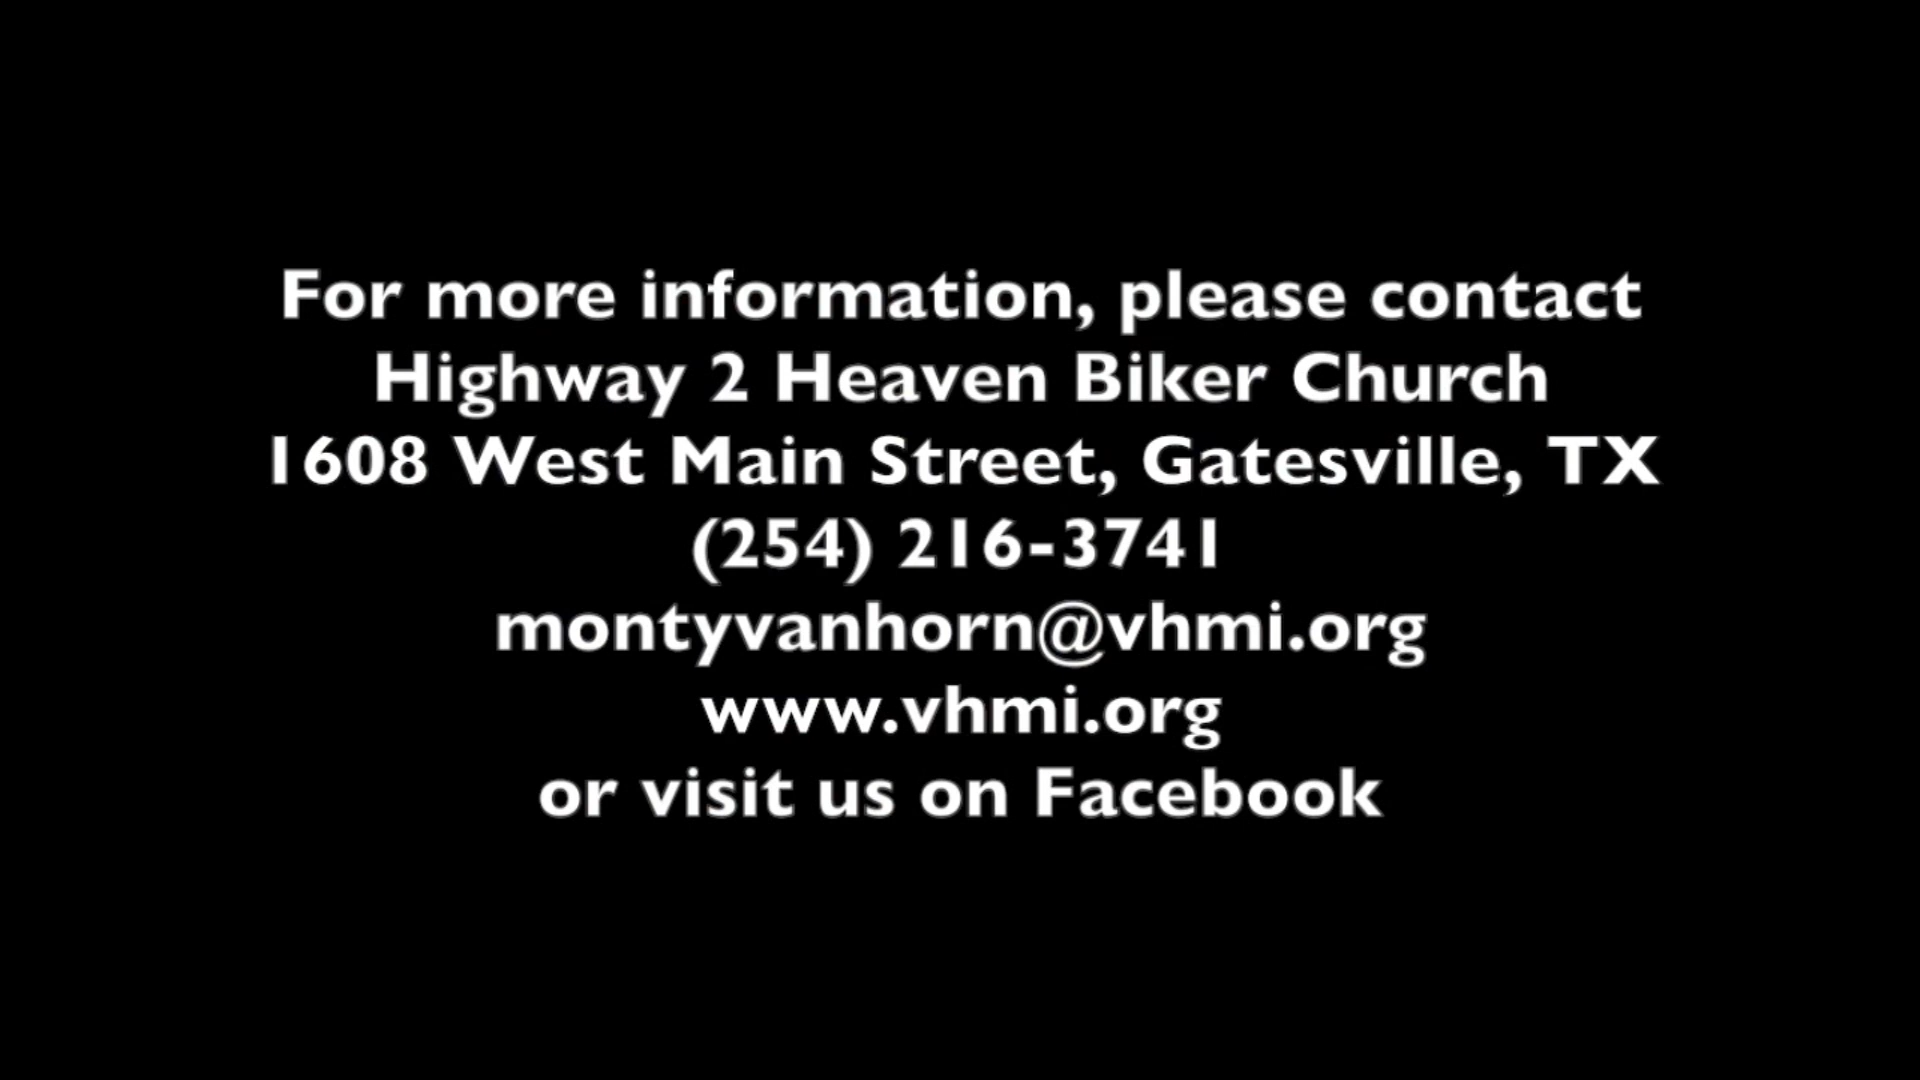 For more information, please contact
Highway 2 Heaven Biker Church
1608 West Main Street, Gatesville, TX
(254) 216-3741
montyvanhorn@vhmi.org
www.vhmi.org
or visit us on Facebook